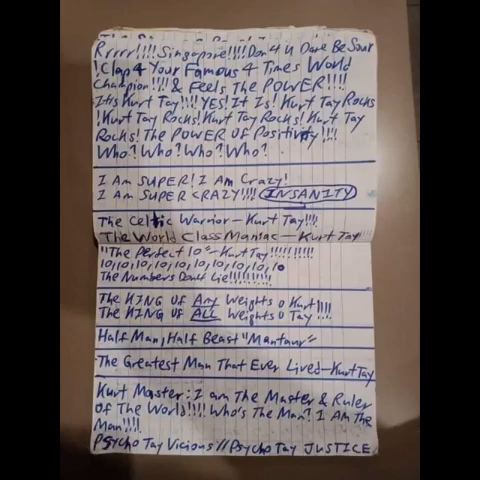 Rrrrr!!!! Singapore!!!! Don 4 U Dare Be Sour
!Clap 4 Your Famous 4 Times World
Champion!!!! & Feels The POWER!!!!
It Is Kurt Tay!!!! YES! It Is! Kurt Tay Rocks
!Kurt Tay Rocks! Kurt Tay Rocks! Kurt Tay
Rocks! The POWER Of Positivity!!!!
Who? Who? Who? Who?
I Am SUPER! I Am Crazy!
I Am SUPER CRAZY!!!! INSANITY
The Celtic Warrior - Kurt Tay!!!!
The World Class Maniac - Kurt Tay!!!!
"The Perfect 10" - Kurt Tay!!!!!!!!!!
10,10,10,10,10,10,10,10,10,10
The Numbers Don't Lie!!!!!!!!!!
The KING Of Any Weights O Kurt!!!!
The KING Of ALL Weights O Tay!!!!
Half Man, Half Beast "Mantaur"
The Greatest Man That Ever Lived - Kurt Tay
Kurt Master: I am The Master & Ruler
Of The World!!!! Who's The Man? I Am The
Man!!!!
Psycho Tay Vicious // Psycho Tay JUSTICE